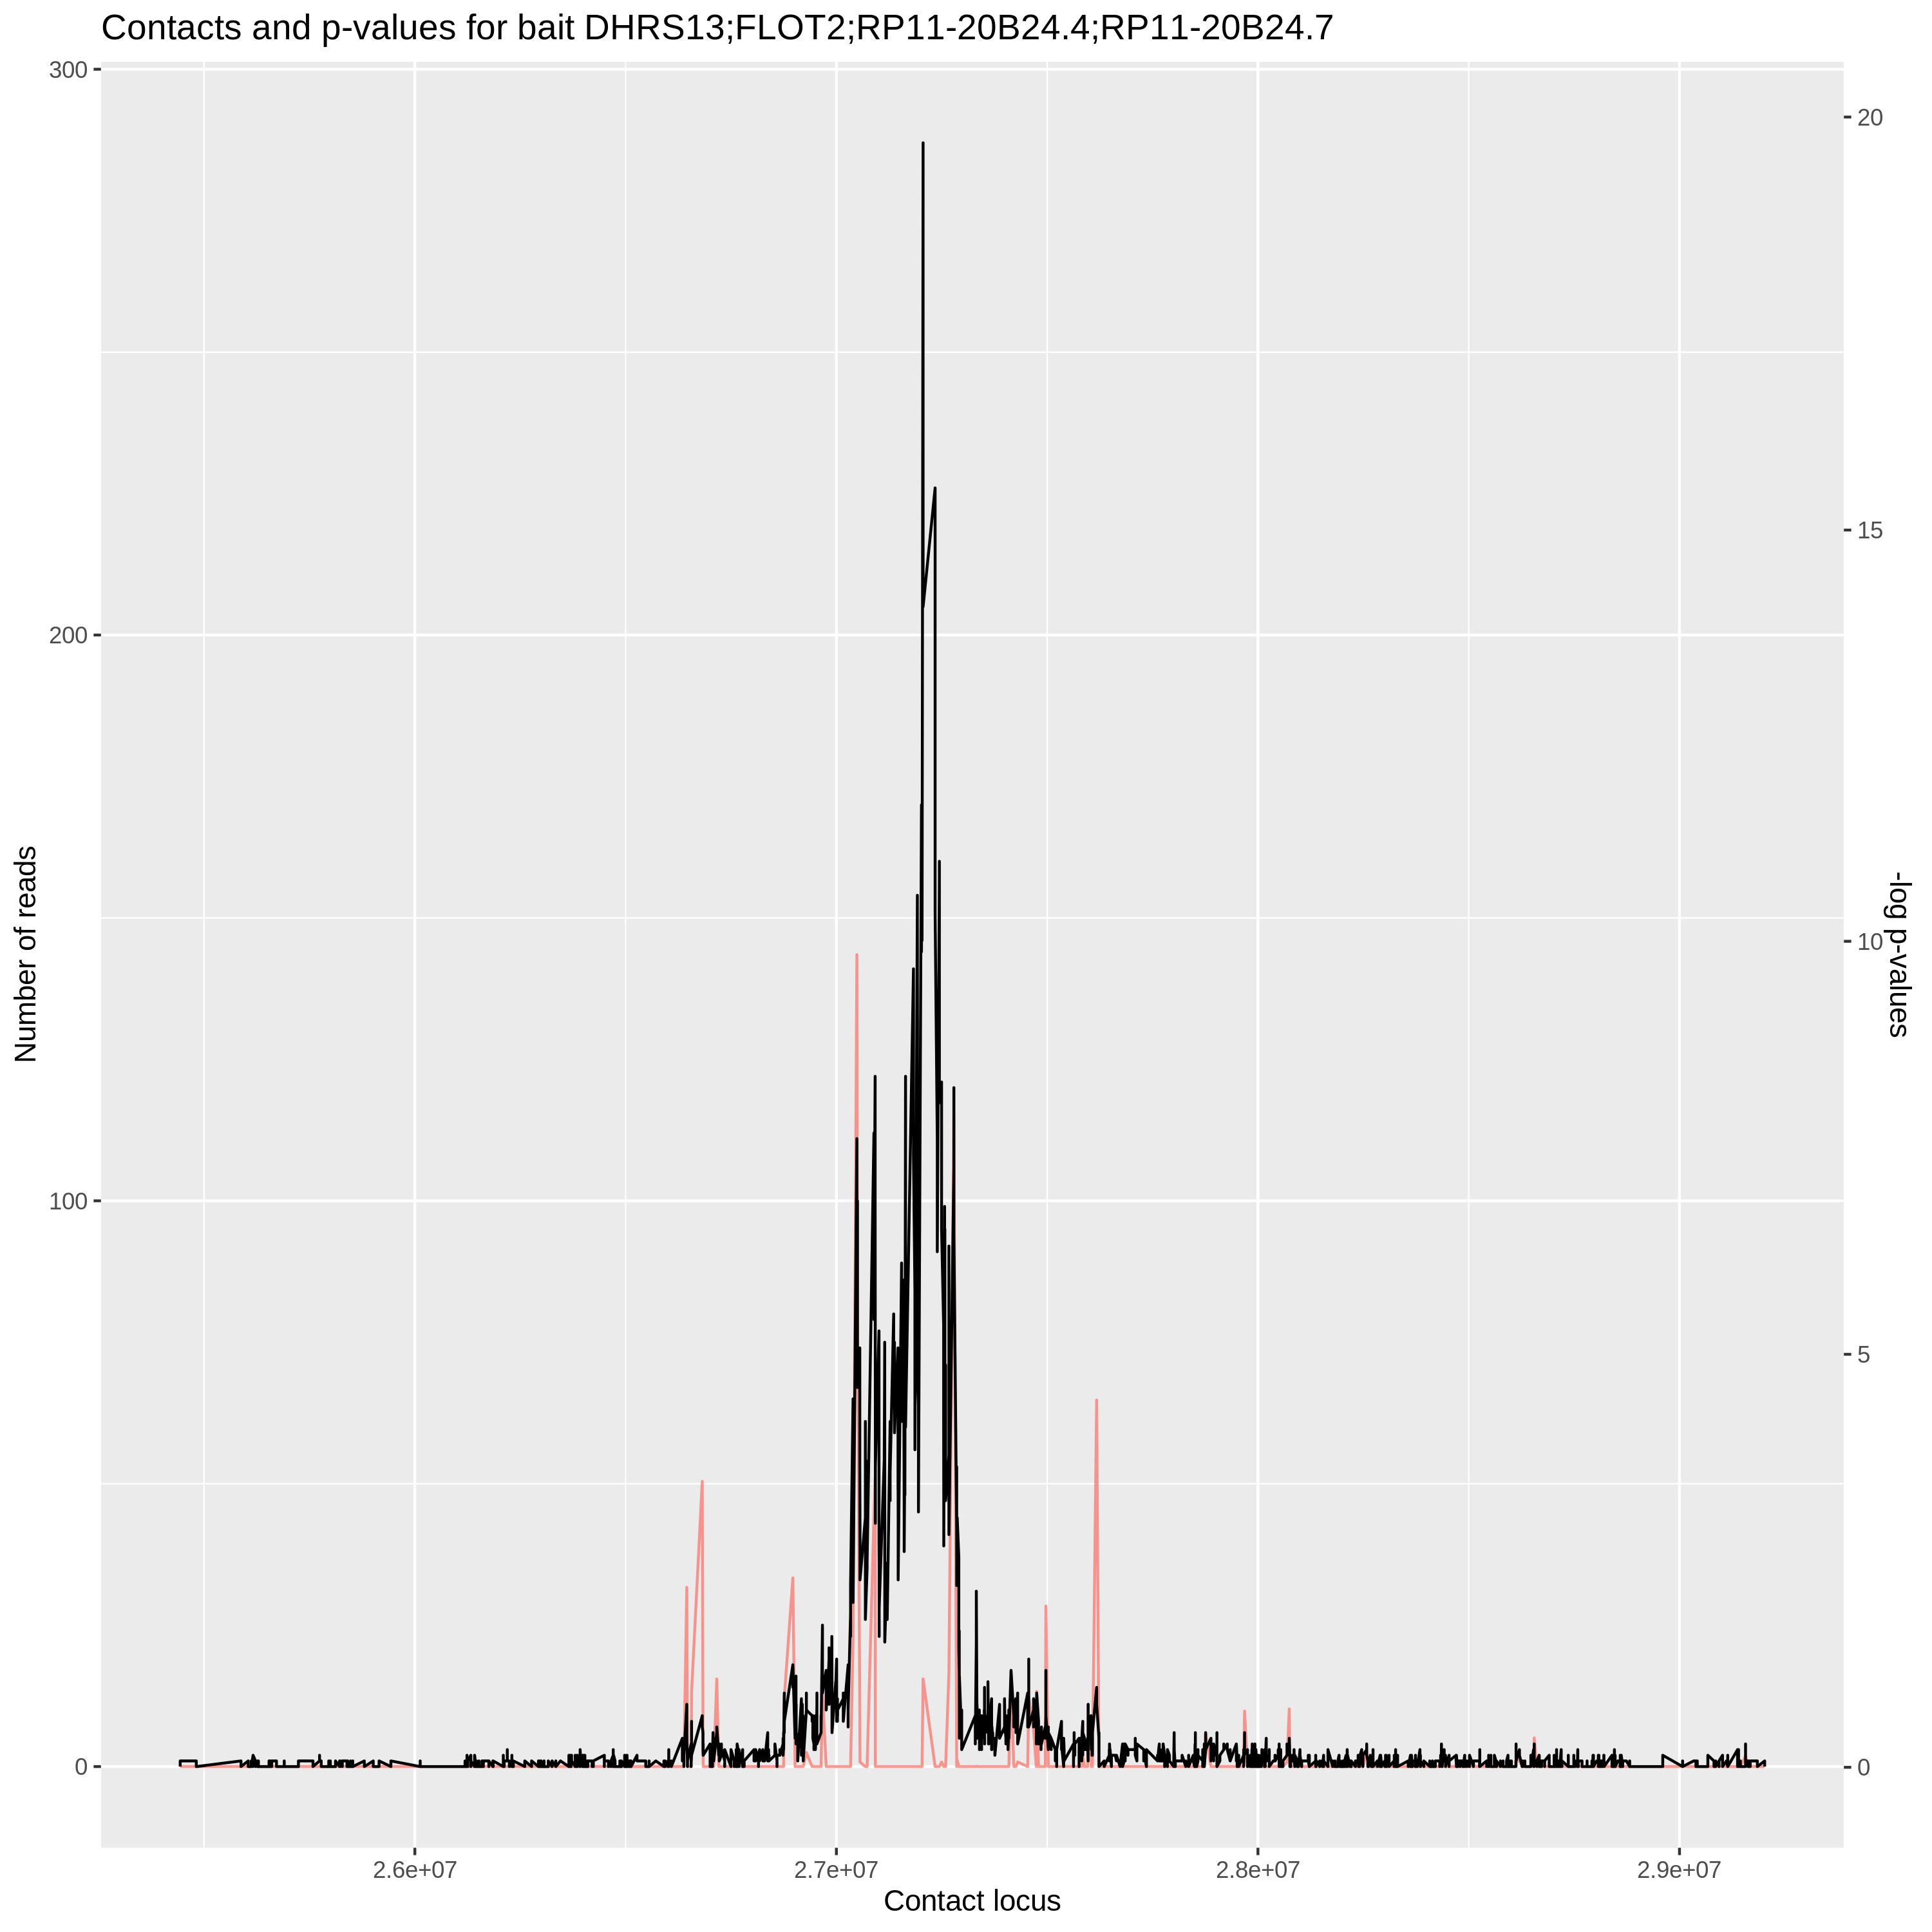 Contacts and p-values for bait DHRS13;FLOT2;RP11-20B24.4;RP11-20B24.7
300
200
100
0
Number of reads
20
15
10
5
0
-log p-values
2.6e+07
2.7e+07
2.8e+07
2.9e+07
Contact locus